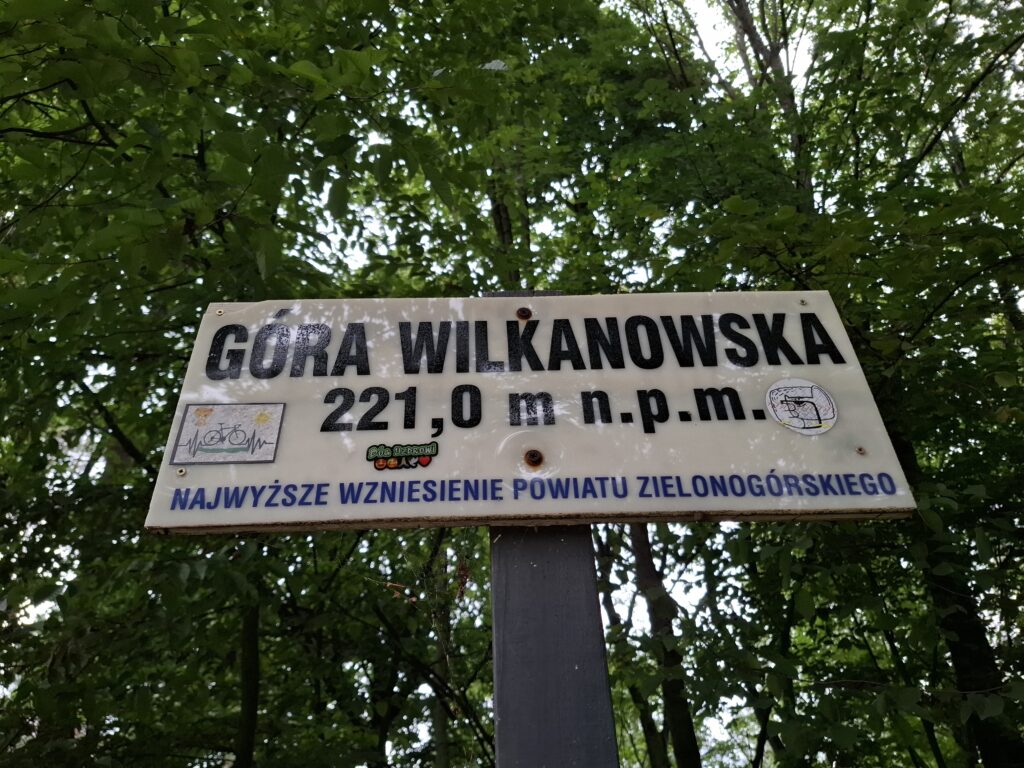 GÓRA WILKANOWSKA
221,0 m n.p.m.
NAJWYŻSZE WZNIESIENIE POWIATU ZIELONOGÓRSKIEGO